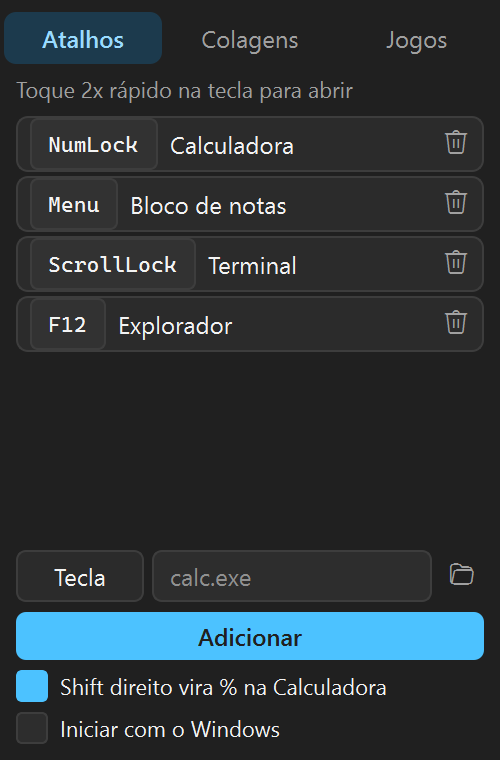 Atalhos Colagens Jogos
Toque 2x rápido na tecla para abrir
NumLock Calculadora
Menu Bloco de notas
ScrollLock Terminal
F12 Explorador
Tecla calc.exe
Adicionar
Shift direito vira % na Calculadora
Iniciar com o Windows